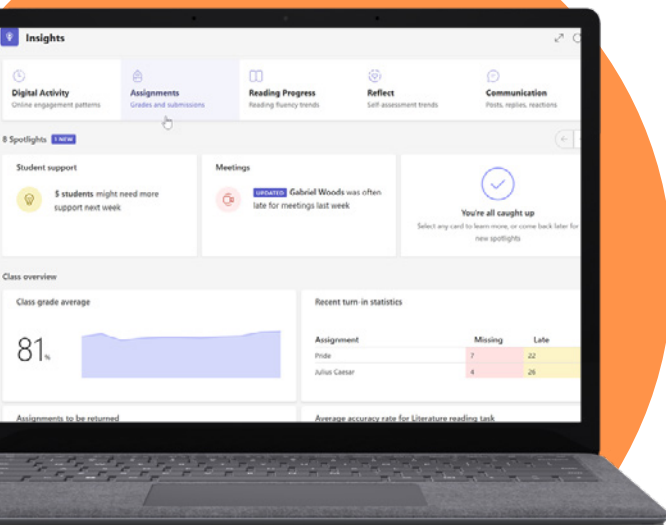 Insights
Digital Activity
Online engagement patterns
Assignments
Grades and submissions
Reading Progress
Reading fluency trends
Reflect
Self-assessment trends
Communication
Posts, replies, reactions
8 Spotlights 1 NEW
Student support
5 students might need more
support next week
Meetings
UPDATED Gabriel Woods was often
late for meetings last week
You're all caught up
Select any card to learn more, or come back later for
new spotlights
Class overview
Class grade average
81%
Recent turn-in statistics
Assignment Missing Late
Pride 7 22
Julius Caesar 4 26
Assignments to be returned
Average accuracy rate for Literature reading task